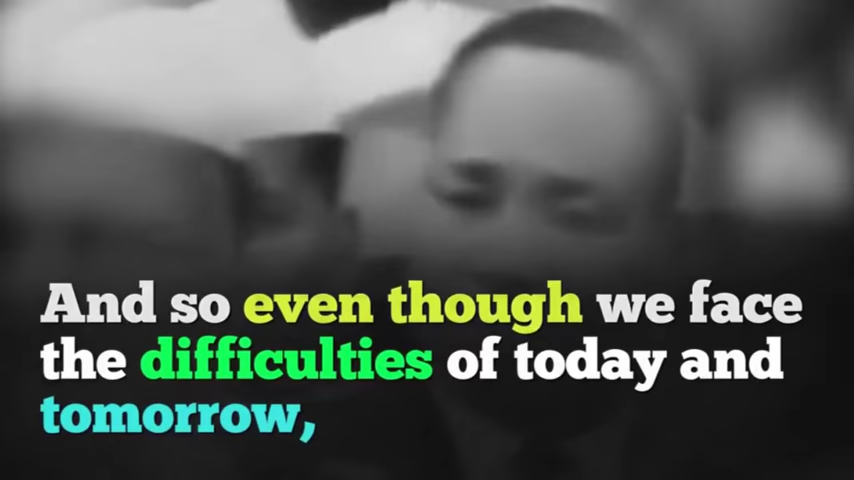 And so even though we face
the difficulties of today and
tomorrow,